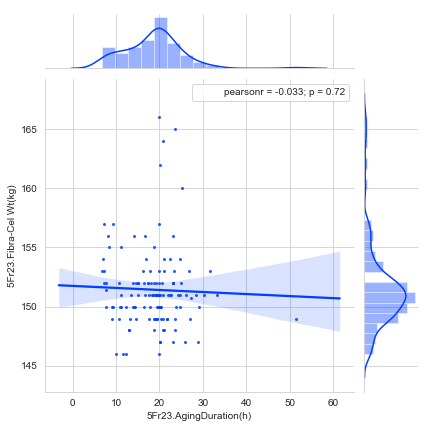 pearsonr = -0.033; p = 0.72
5Fr23.Fibra-Cel Wt(kg)
165
160
155
150
145
0 10 20 30 40 50 60
5Fr23.AgingDuration(h)